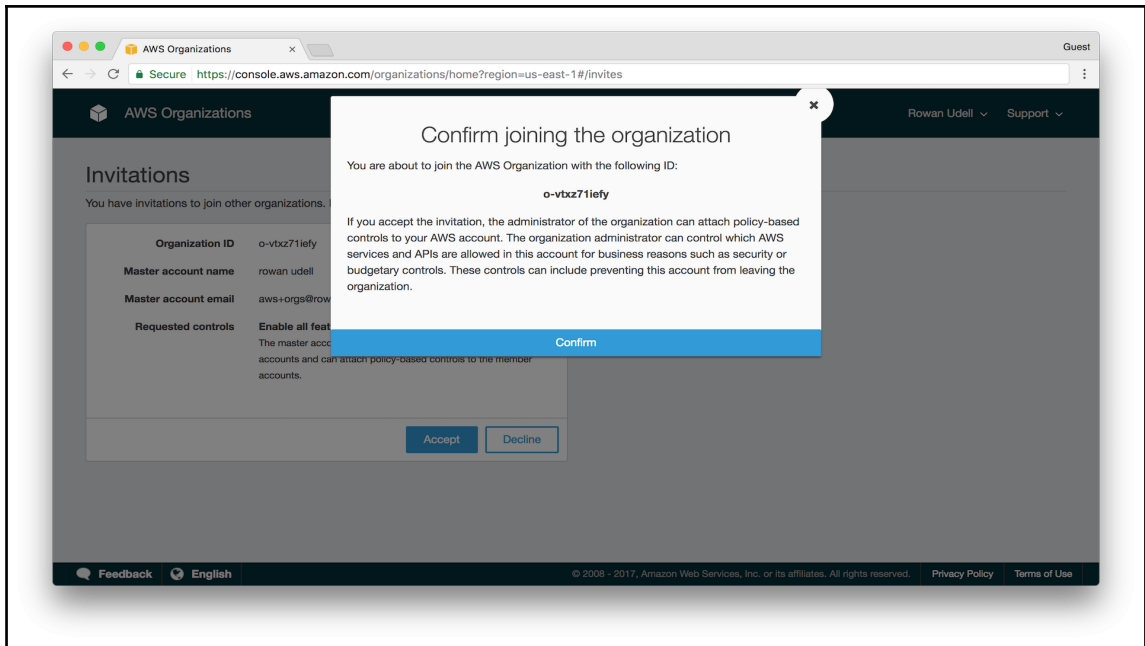 AWS Organizations
Guest
Secure https://console.aws.amazon.com/organizations/home?region=us-east-1#/invites
AWS Organizations
Rowan Udell
Support
Invitations
You have invitations to join other organizations.
Organization ID o-vtxz71iefy
Master account name rowan udell
Master account email aws+orgs@row
Requested controls Enable all feat
The master acco
accounts and can attach policy-based controls to the member
accounts.
Accept
Decline
Confirm joining the organization
You are about to join the AWS Organization with the following ID:
o-vtxz71iefy
If you accept the invitation, the administrator of the organization can attach policy-based
controls to your AWS account. The organization administrator can control which AWS
services and APIs are allowed in this account for business reasons such as security or
budgetary controls. These controls can include preventing this account from leaving the
organization.
Confirm
Feedback
English
© 2008 - 2017, Amazon Web Services, Inc. or its affiliates. All rights reserved.
Privacy Policy
Terms of Use